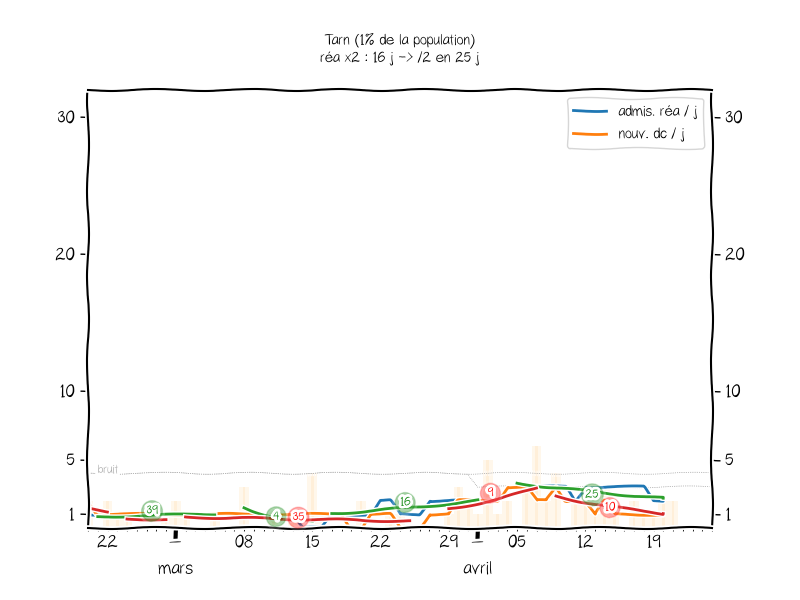 Tarn (1% de la population)
réa x2 : 16 j -> /2 en 25 j
admis. réa / j
nouv. dc / j
30 30
20 20
10 10
5 5
bruit
1 1
39 4 35 16 9 25 10
22 08 15 22 29 05 12 19
mars avril